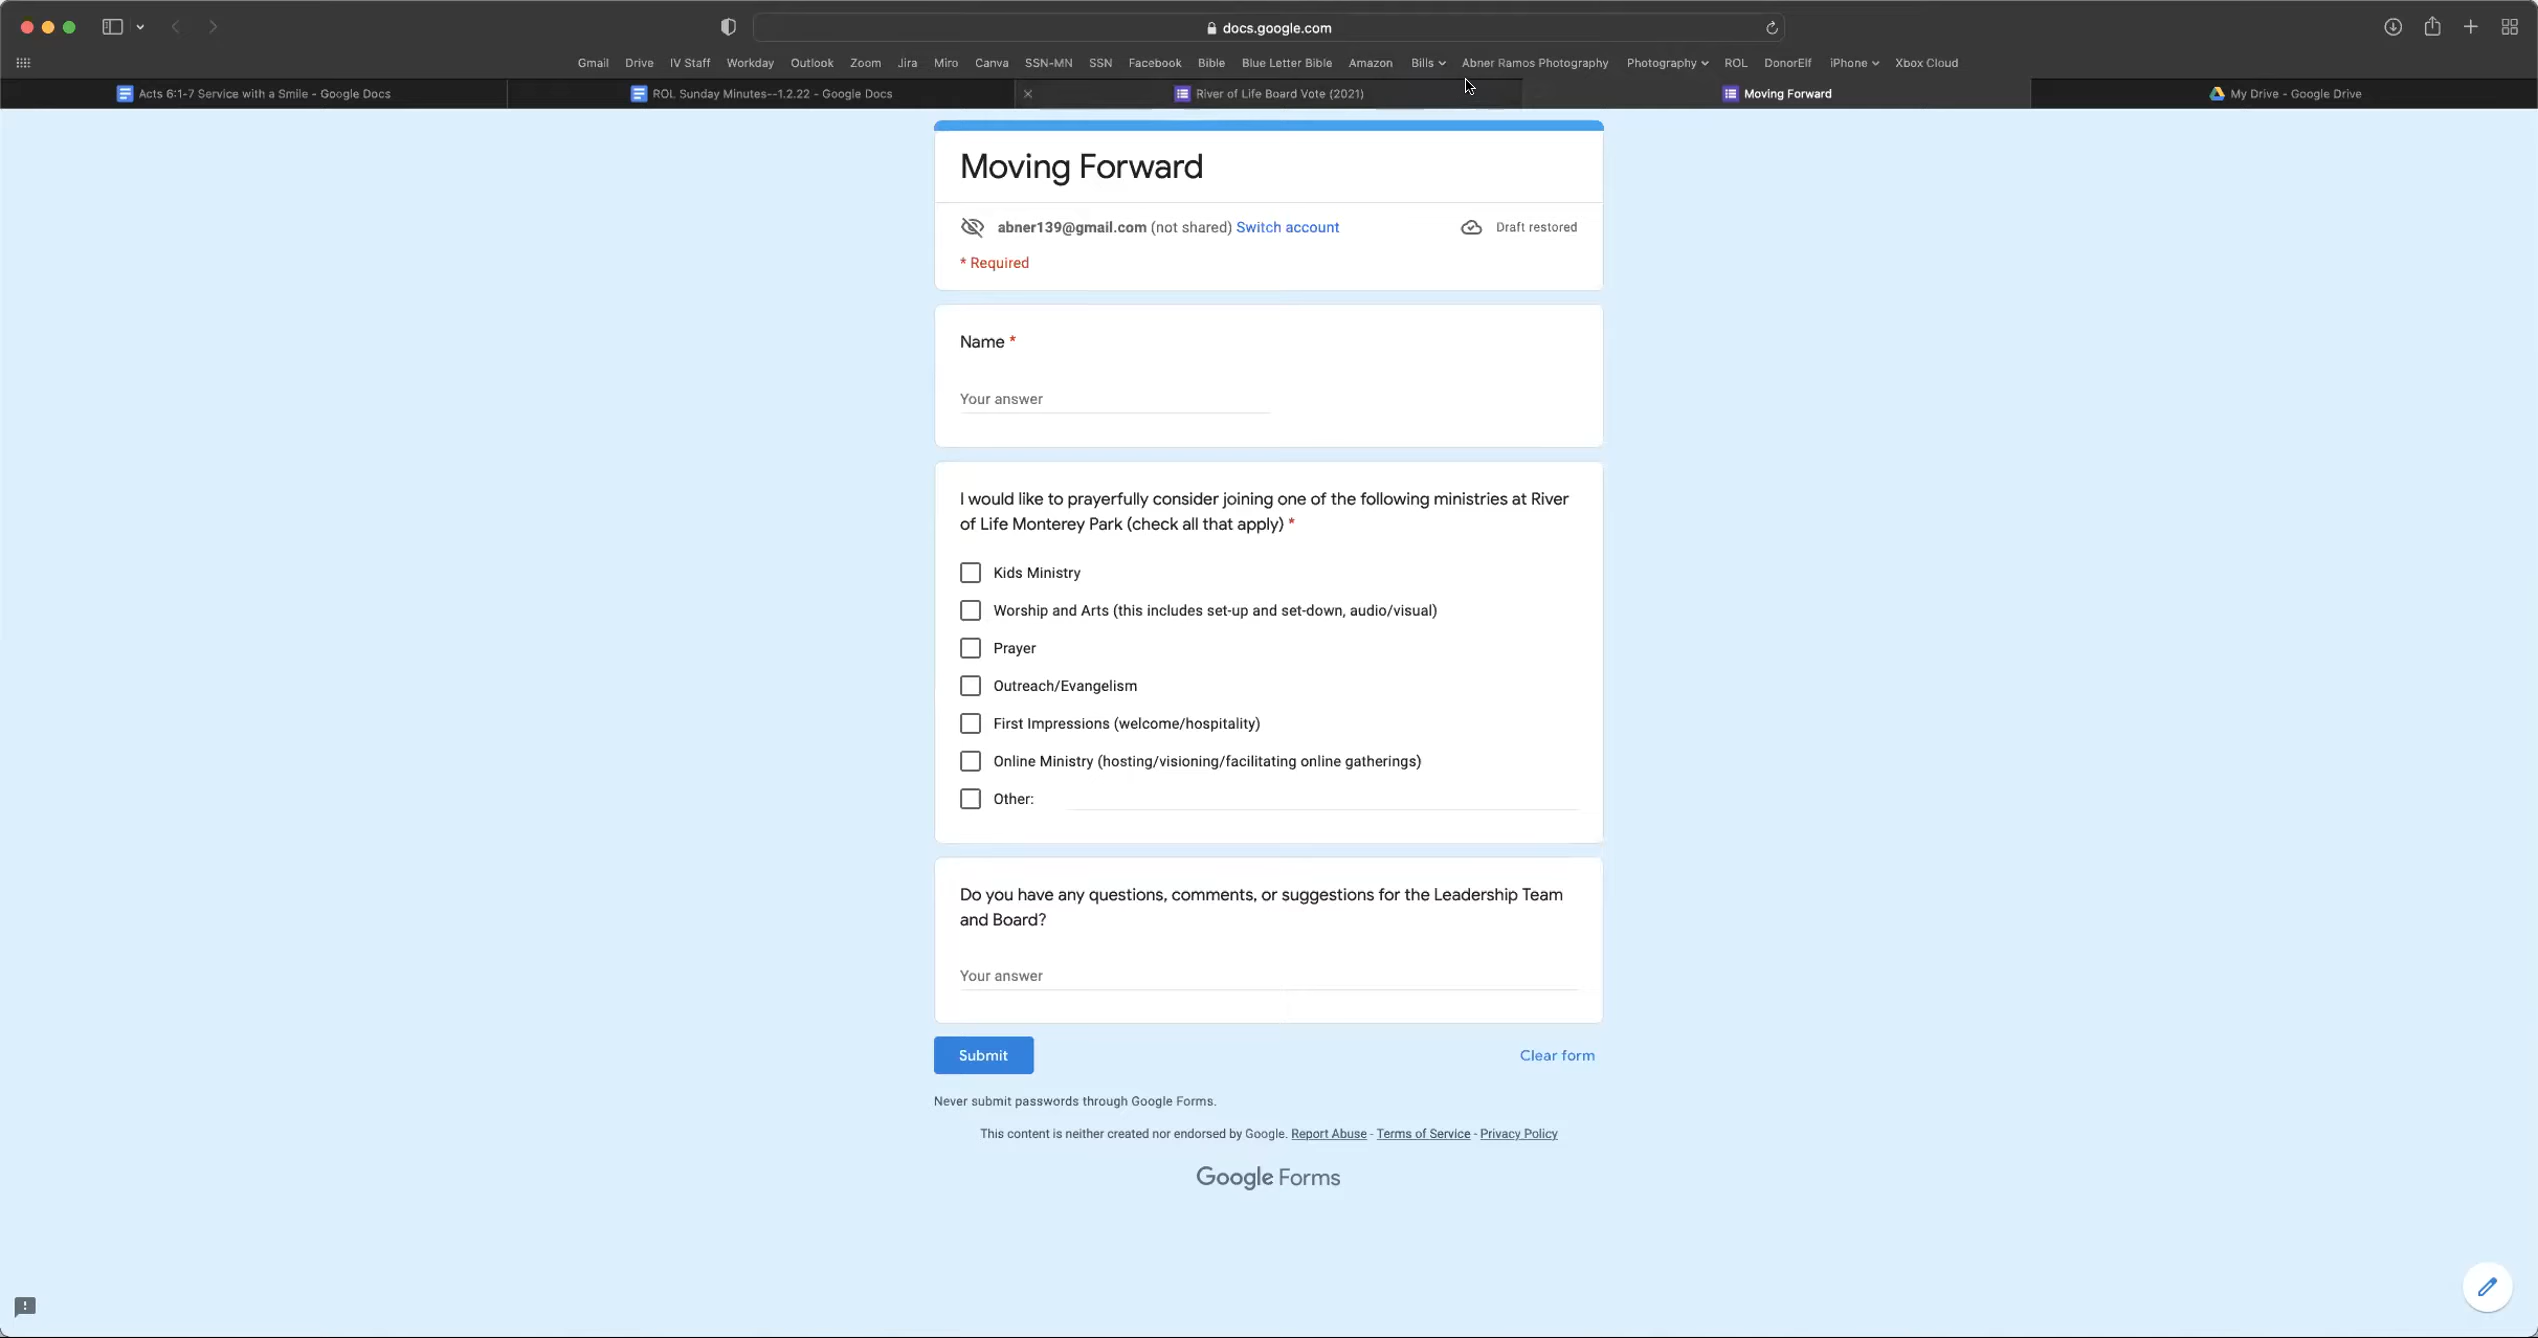 docs.google.com
Gmail Drive IV Staff Workday Outlook Zoom Jira Miro Canva SSN-MN SSN Facebook Bible Blue Letter Bible Amazon Bills Abner Ramos Photography Photography ROL DonorElf iPhone Xbox Cloud
Acts 6:1-7 Service with a Smile - Google Docs
ROL Sunday Minutes--1.2.22 - Google Docs
River of Life Board Vote (2021)
Moving Forward
My Drive - Google Drive
Moving Forward
abner139@gmail.com (not shared) Switch account
Draft restored
* Required
Name *
Your answer
I would like to prayerfully consider joining one of the following ministries at River
of Life Monterey Park (check all that apply) *
Kids Ministry
Worship and Arts (this includes set-up and set-down, audio/visual)
Prayer
Outreach/Evangelism
First Impressions (welcome/hospitality)
Online Ministry (hosting/visioning/facilitating online gatherings)
Other:
Do you have any questions, comments, or suggestions for the Leadership Team
and Board?
Your answer
Submit
Clear form
Never submit passwords through Google Forms.
This content is neither created nor endorsed by Google. Report Abuse - Terms of Service - Privacy Policy
Google Forms